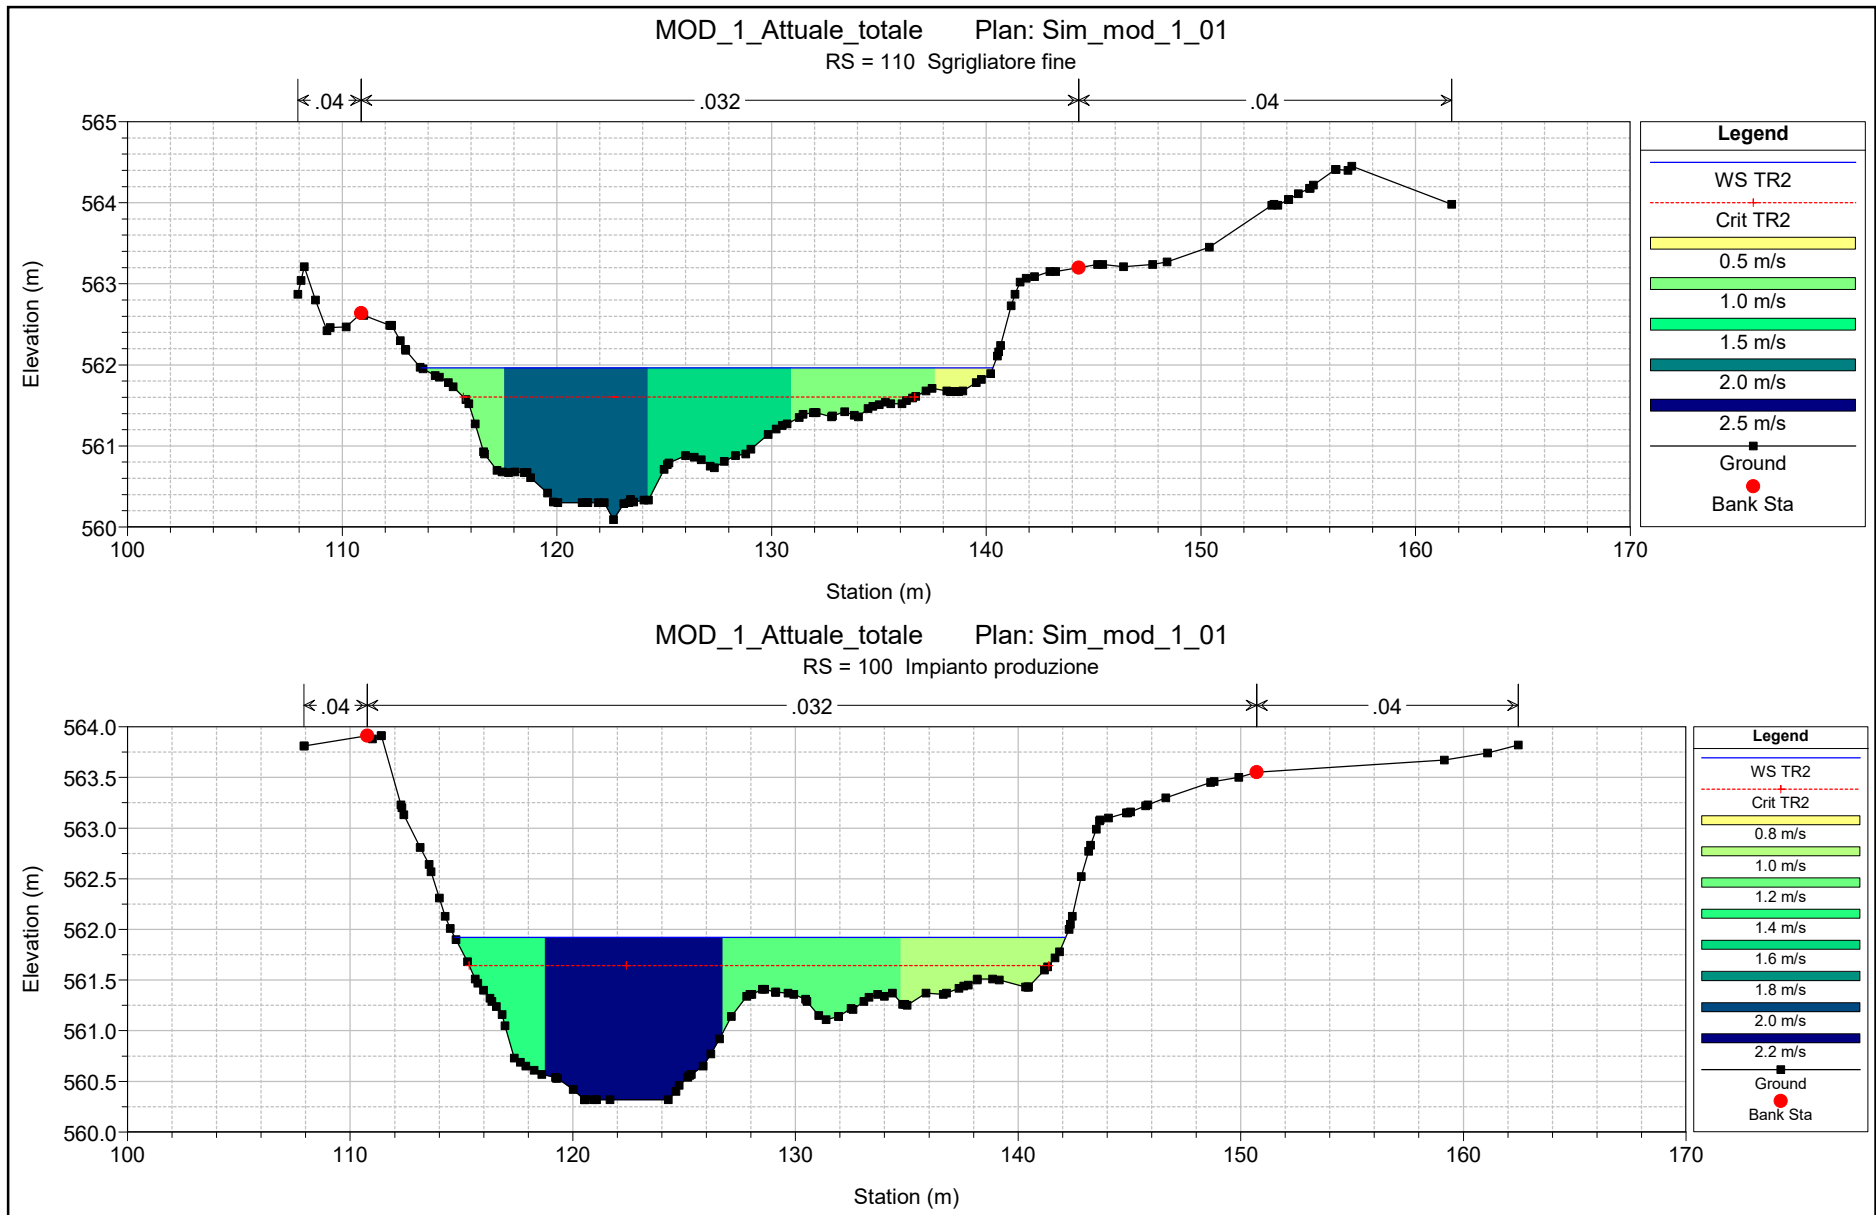 MOD_1_Attuale_totale Plan: Sim_mod_1_01
RS = 110 Sgrigliatore fine
.04 .032 .04
565
564
563
562
561
560
Elevation (m)
100 110 120 130 140 150 160 170
Station (m)
Legend
WS TR2
Crit TR2
0.5 m/s
1.0 m/s
1.5 m/s
2.0 m/s
2.5 m/s
Ground
Bank Sta
MOD_1_Attuale_totale Plan: Sim_mod_1_01
RS = 100 Impianto produzione
.04 .032 .04
564.0
563.5
563.0
562.5
562.0
561.5
561.0
560.5
560.0
Elevation (m)
100 110 120 130 140 150 160 170
Station (m)
Legend
WS TR2
Crit TR2
0.8 m/s
1.0 m/s
1.2 m/s
1.4 m/s
1.6 m/s
1.8 m/s
2.0 m/s
2.2 m/s
Ground
Bank Sta